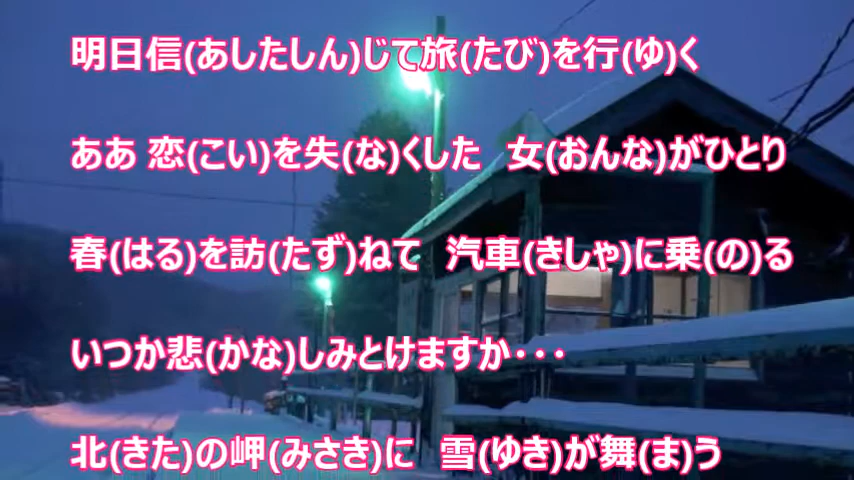 明日信(あしたしん)じて旅(たび)を行(ゆ)く
ああ 恋(こい)を失(な)くした　女(おんな)がひとり
春(はる)を訪(たず)ねて　汽車(きしゃ)に乗(の)る
いつか悲(かな)しみとけますか・・・
北(きた)の岬(みさき)に　雪(ゆき)が舞(ま)う